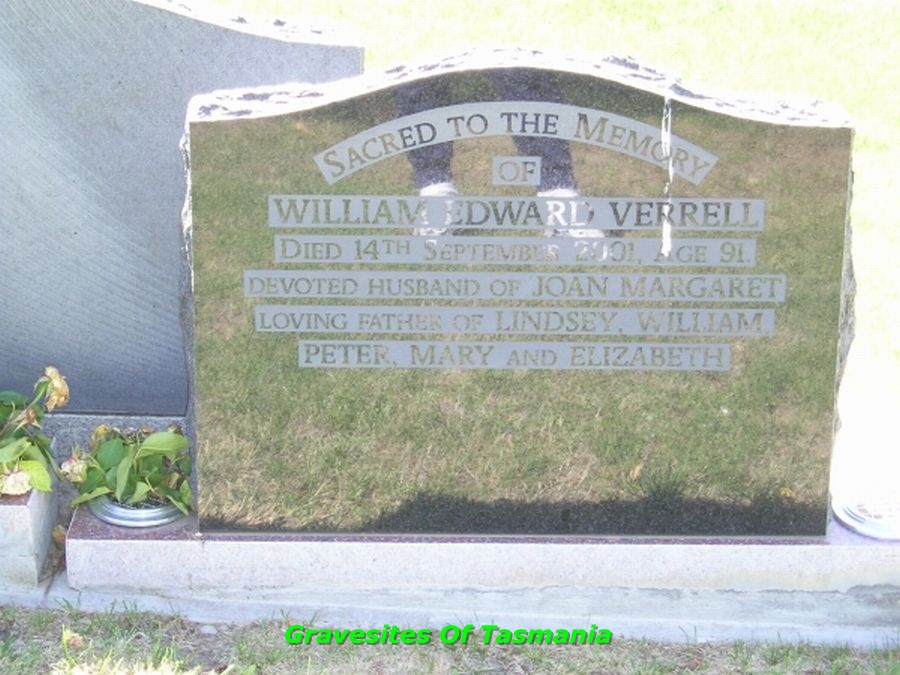 SACRED TO THE MEMORY
OF
WILLIAM EDWARD VERRELL
DIED 14TH SEPTEMBER 2001, AGE 91.
DEVOTED HUSBAND OF JOAN MARGARET
LOVING FATHER OF LINDSEY, WILLIAM,
PETER, MARY AND ELIZABETH
Gravesites Of Tasmania